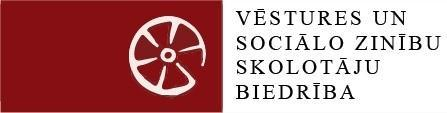 VĒSTURES UN
SOCIĀLO ZINĪBU
SKOLOTĀJU
BIEDRĪBA